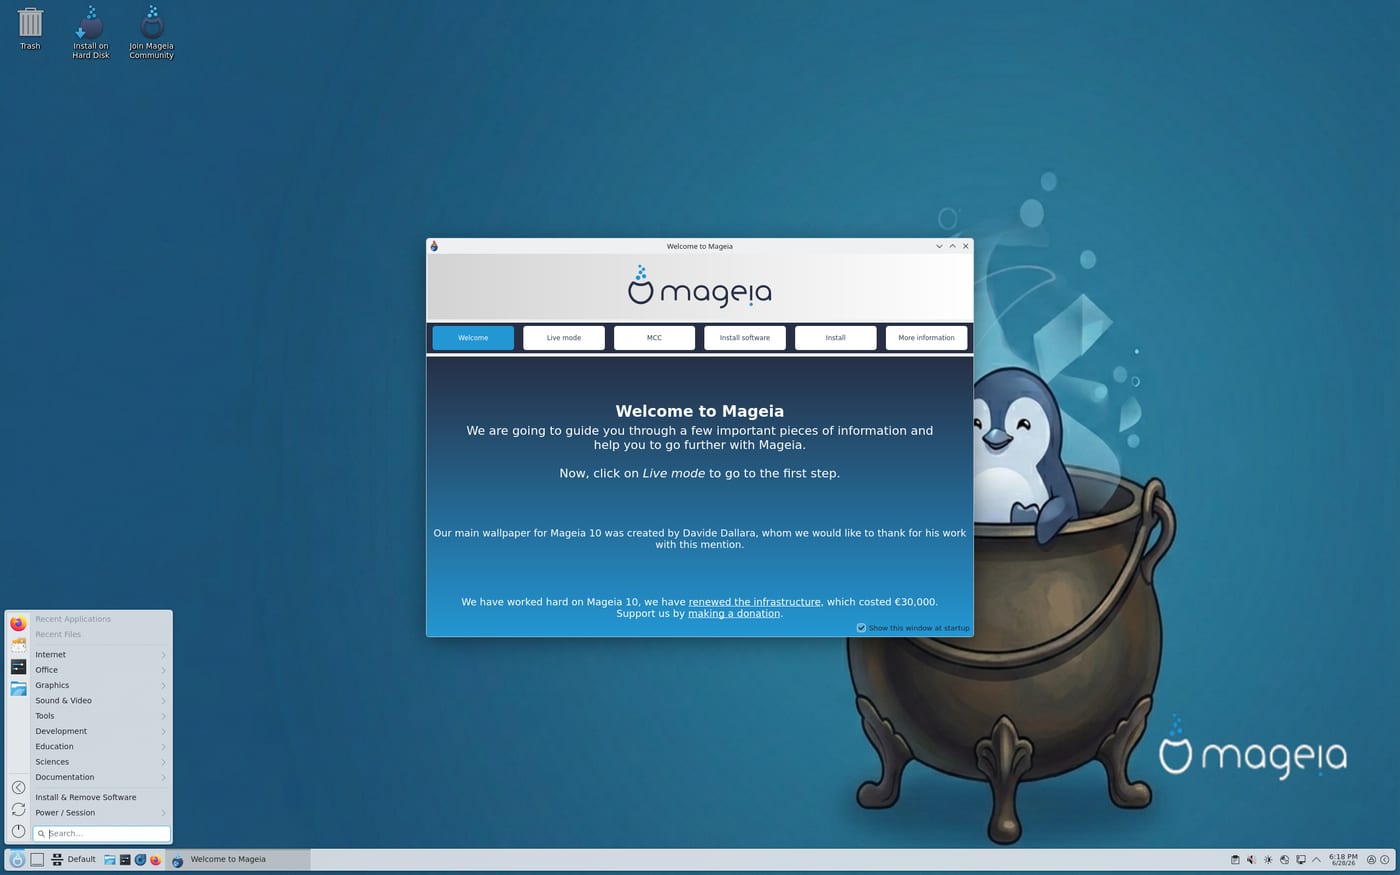 Trash
Install on
Hard Disk
Join Mageia
Community
Welcome to Mageia
mageia
Welcome
Live mode
MCC
Install software
Install
More information
Welcome to Mageia
We are going to guide you through a few important pieces of information and
help you to go further with Mageia.
Now, click on Live mode to go to the first step.
Our main wallpaper for Mageia 10 was created by Davide Dallara, whom we would like to thank for his work
with this mention.
We have worked hard on Mageia 10, we have renewed the infrastructure, which costed €30,000.
Support us by making a donation.
Show this window at startup
mageia
Recent Applications
Recent Files
Internet
Office
Graphics
Sound & Video
Tools
Development
Education
Sciences
Documentation
Install & Remove Software
Power / Session
Search...
Default
Welcome to Mageia
6:18 PM
6/28/26